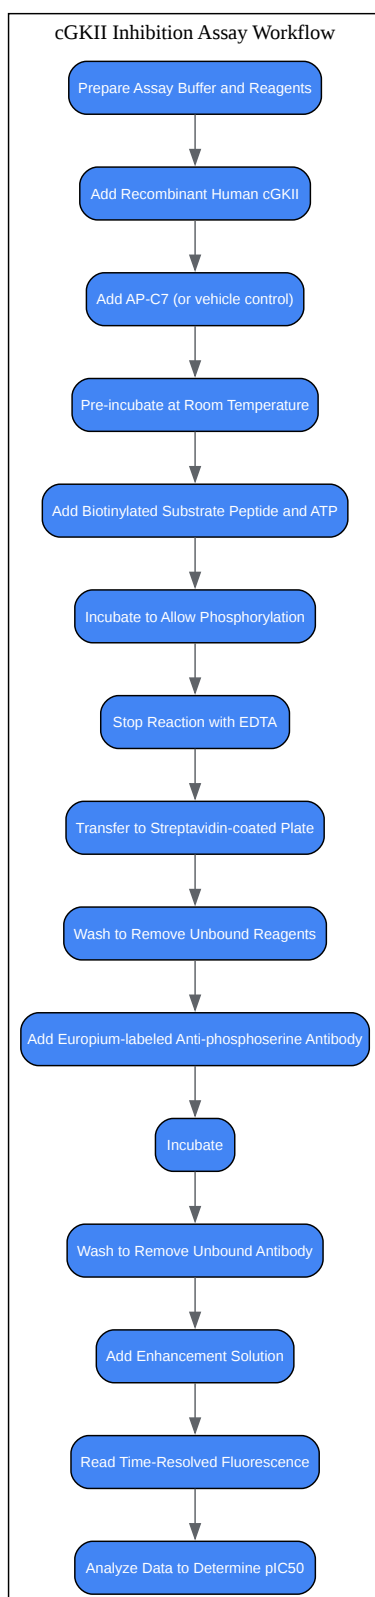 cGKII Inhibition Assay Workflow
Prepare Assay Buffer and Reagents
Add Recombinant Human cGKII
Add AP-C7 (or vehicle control)
Pre-incubate at Room Temperature
Add Biotinylated Substrate Peptide and ATP
Incubate to Allow Phosphorylation
Stop Reaction with EDTA
Transfer to Streptavidin-coated Plate
Wash to Remove Unbound Reagents
Add Europium-labeled Anti-phosphoserine Antibody
Incubate
Wash to Remove Unbound Antibody
Add Enhancement Solution
Read Time-Resolved Fluorescence
Analyze Data to Determine pIC50